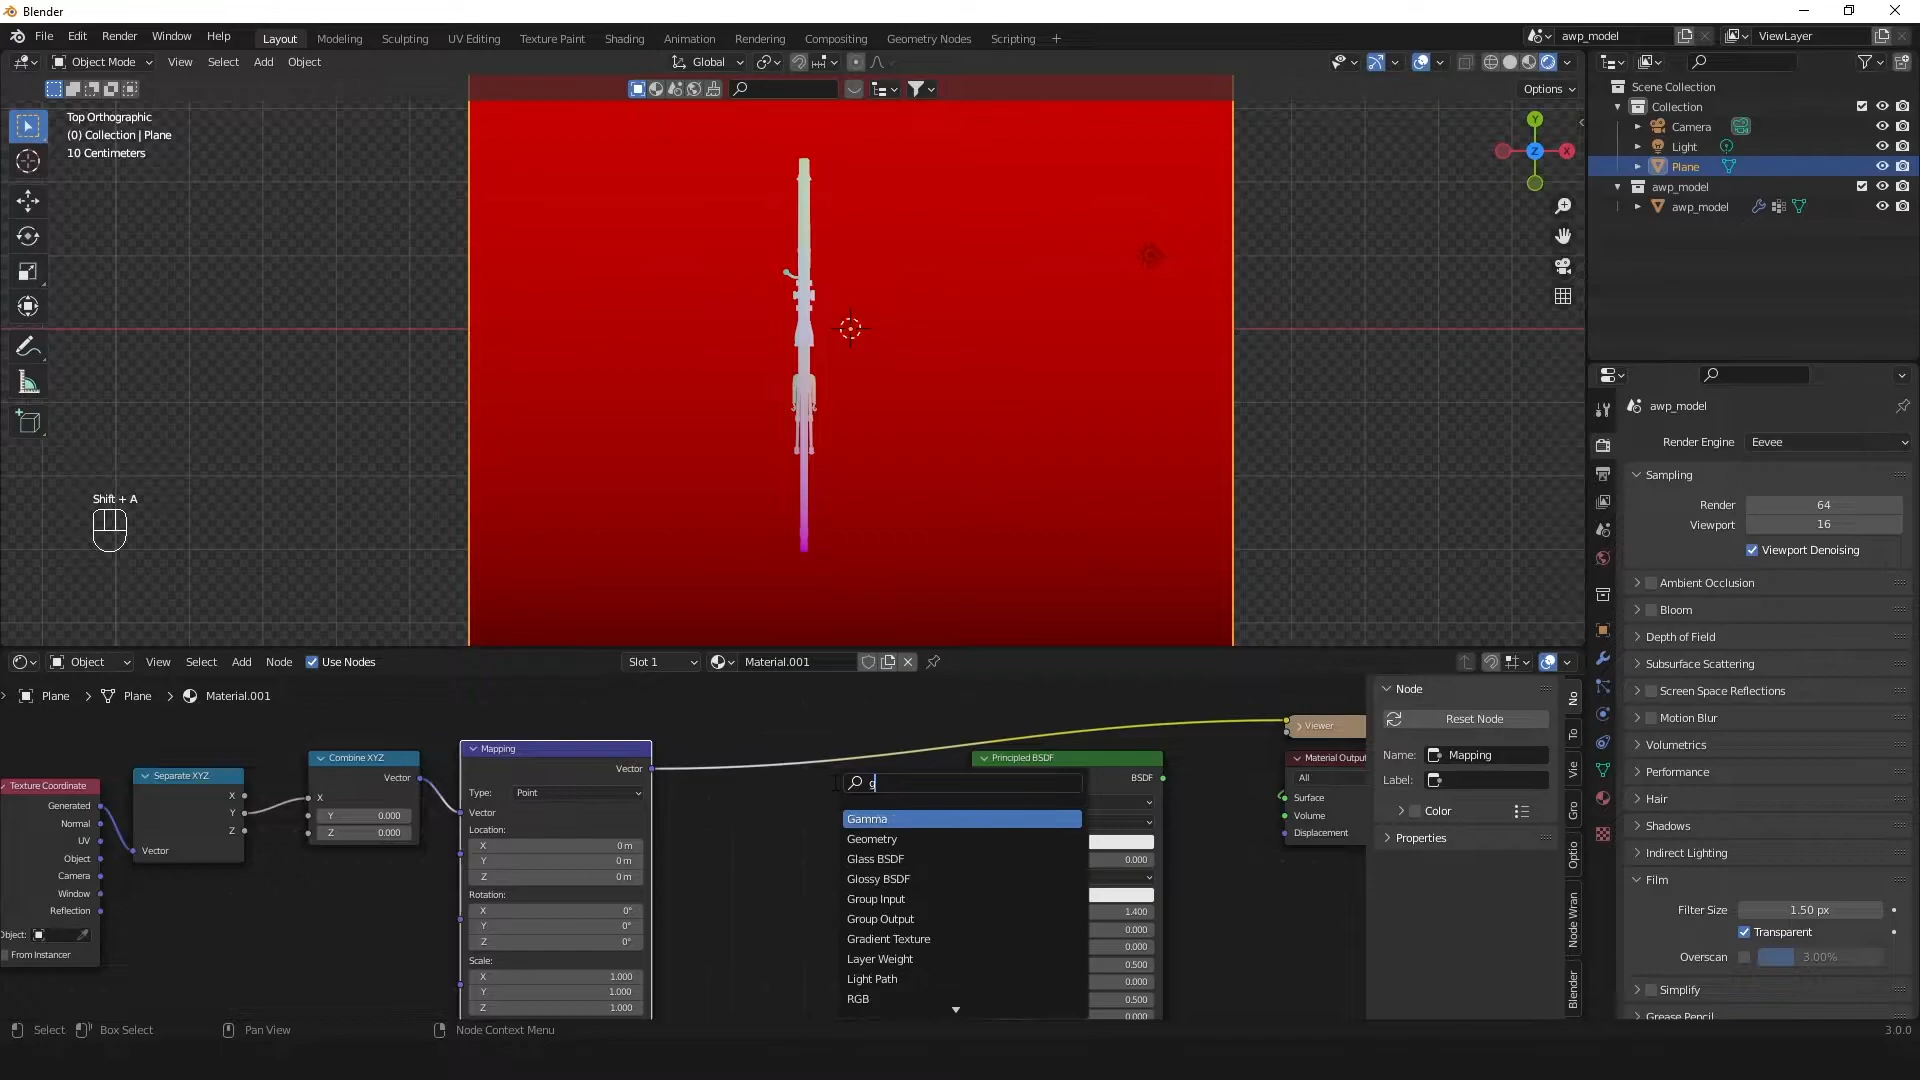 Blender
File Edit Render Window Help
Layout Modeling Sculpting UV Editing Texture Paint Shading Animation Rendering Compositing Geometry Nodes Scripting +
awp_model
ViewLayer
Object Mode View Select Add Object
Global
Options
Top Orthographic
(0) Collection | Plane
10 Centimeters
Y
Z
X
Shift + A
Scene Collection
Collection
Camera
Light
Plane
awp_model
awp_model
awp_model
Render Engine Eevee
Sampling
Render 64
Viewport 16
Viewport Denoising
Ambient Occlusion
Bloom
Depth of Field
Subsurface Scattering
Screen Space Reflections
Motion Blur
Volumetrics
Performance
Hair
Shadows
Indirect Lighting
Film
Filter Size 1.50 px
Transparent
Overscan 3.00%
Simplify
Grease Pencil
Object View Select Add Node Use Nodes
Slot 1
Material.001
Plane > Plane > Material.001
Texture Coordinate
Generated
Normal
UV
Object
Camera
Window
Reflection
Object:
From Instancer
Separate XYZ
X
Y
Z
Vector
Combine XYZ
Vector
X
Y 0.000
Z 0.000
Mapping
Vector
Type: Point
Vector
Location:
X 0 m
Y 0 m
Z 0 m
Rotation:
X 0°
Y 0°
Z 0°
Scale:
X 1.000
Y 1.000
Z 1.000
g
Gamma
Geometry
Glass BSDF
Glossy BSDF
Group Input
Group Output
Gradient Texture
Layer Weight
Light Path
RGB
Principled BSDF
BSDF
0.000
1.400
0.000
0.000
0.500
0.000
0.500
0.000
Viewer
Material Output
All
Surface
Volume
Displacement
Node
Reset Node
Name: Mapping
Label:
Color
Properties
No
To
Vie
Gro
Optio
Node Wran
Blender
Select Box Select Pan View Node Context Menu
3.0.0